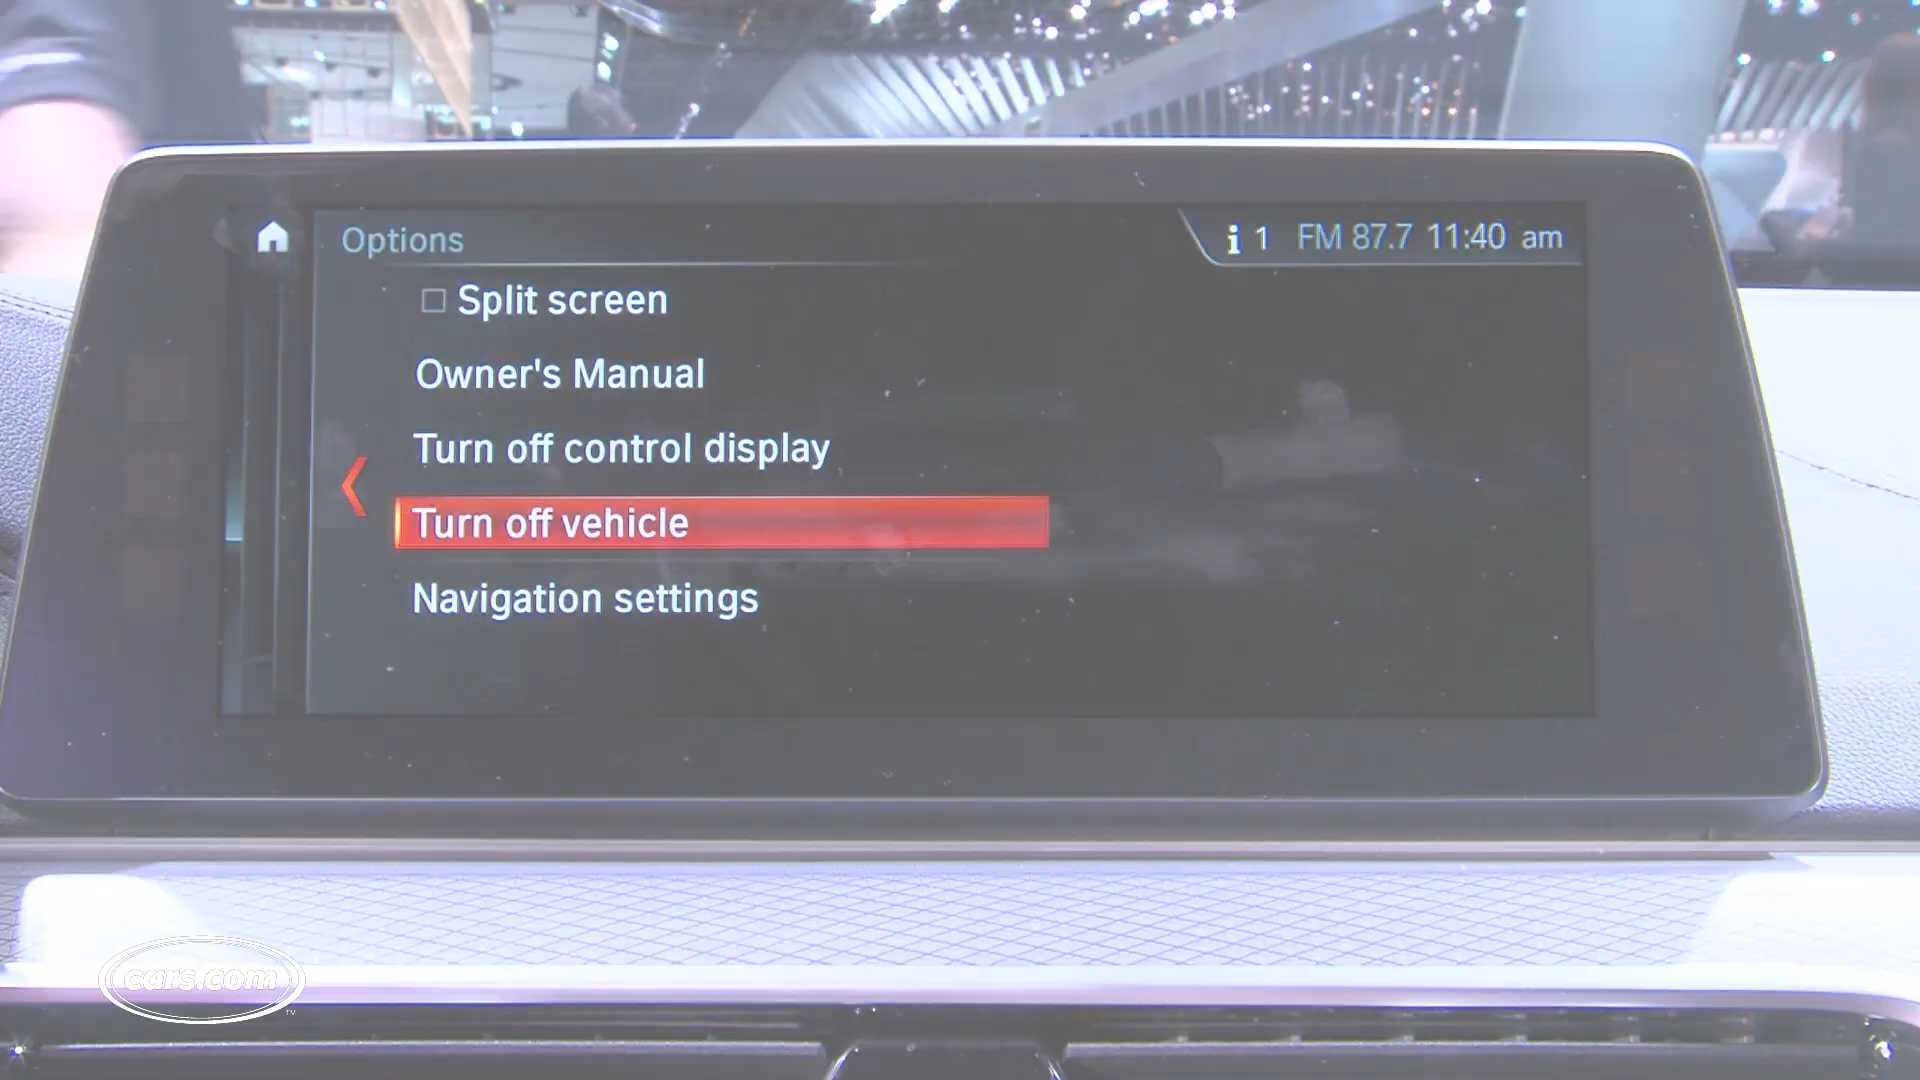 Options
i 1 FM 87.7 11:40 am
Split screen
Owner's Manual
Turn off control display
Turn off vehicle
Navigation settings
cars.com
TM